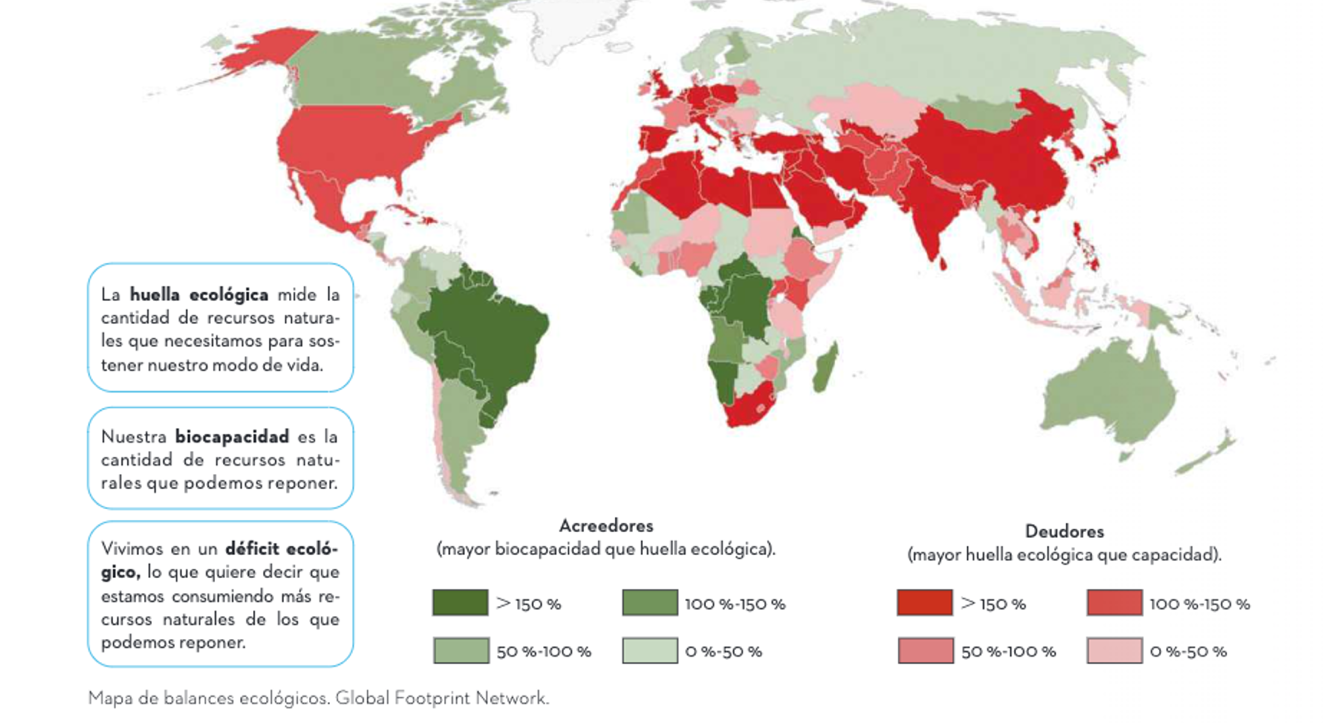 La huella ecológica mide la
cantidad de recursos natura-
les que necesitamos para sos-
tener nuestro modo de vida.
Nuestra biocapacidad es la
cantidad de recursos natu-
rales que podemos reponer.
Vivimos en un déficit ecoló-
gico, lo que quiere decir que
estamos consumiendo más re-
cursos naturales de los que
podemos reponer.
Acreedores
(mayor biocapacidad que huella ecológica).
> 150 %
100 %-150 %
50 %-100 %
0 %-50 %
Deudores
(mayor huella ecológica que capacidad).
> 150 %
100 %-150 %
50 %-100 %
0 %-50 %
Mapa de balances ecológicos. Global Footprint Network.